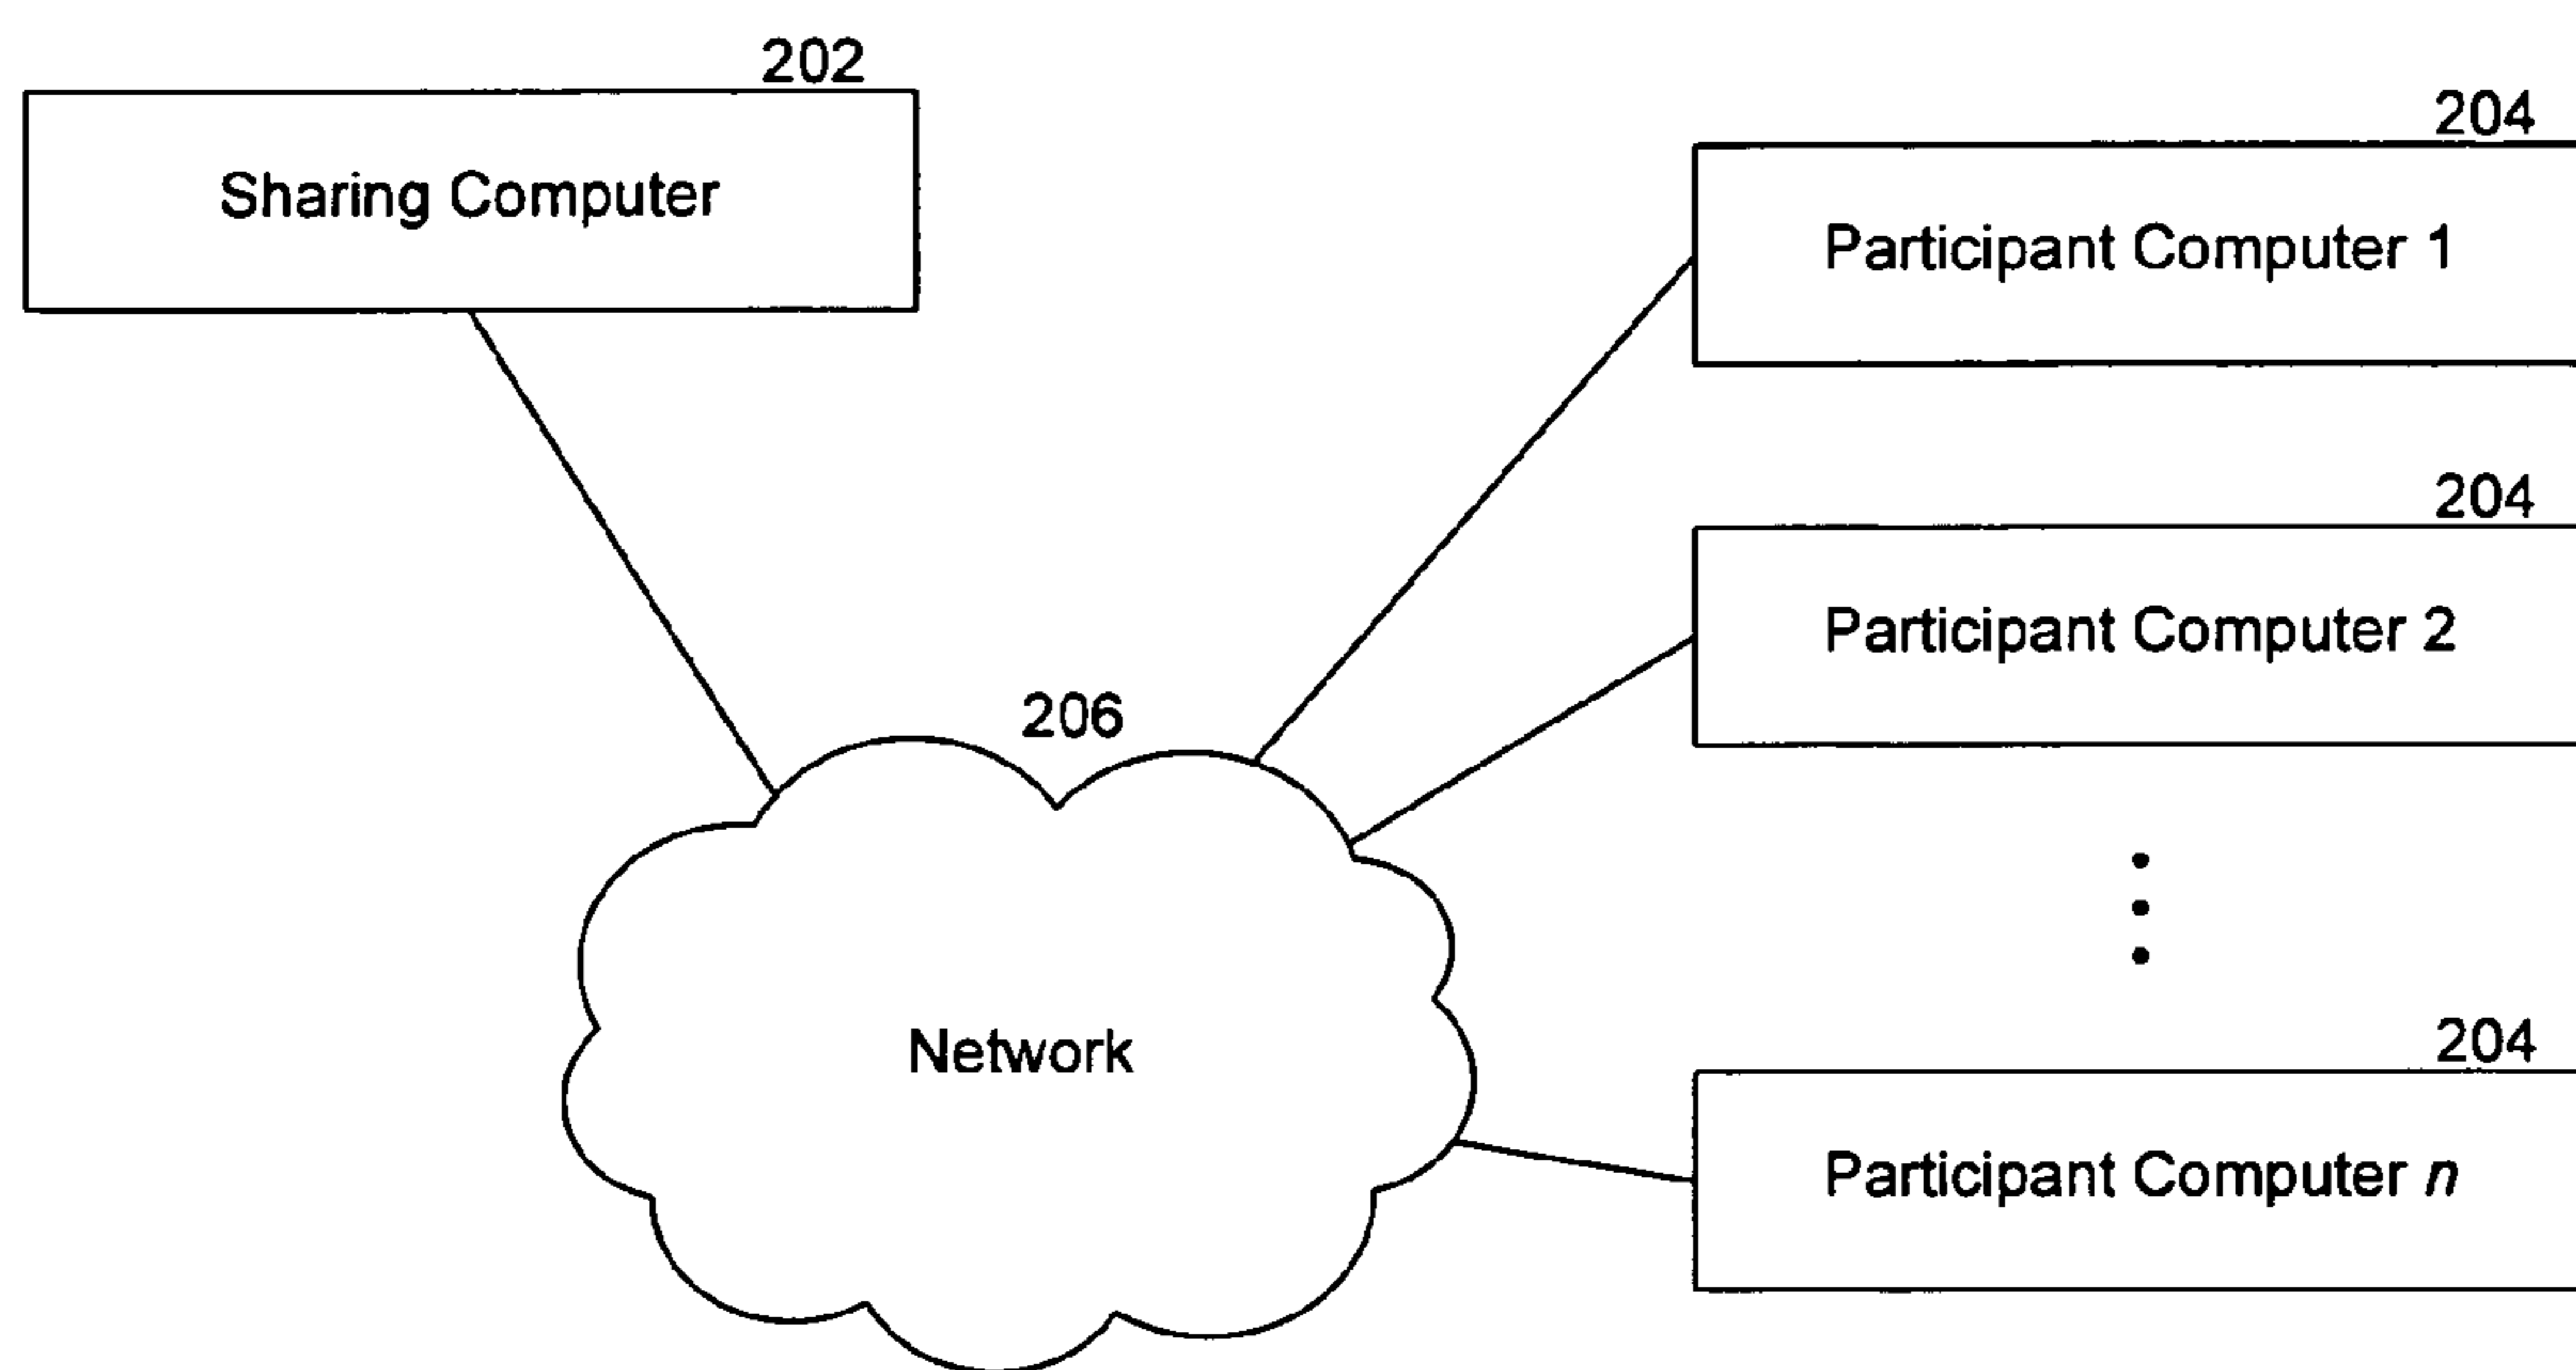 202
Sharing Computer
204
Participant Computer 1
204
Participant Computer 2
206
Network
204
Participant Computer n